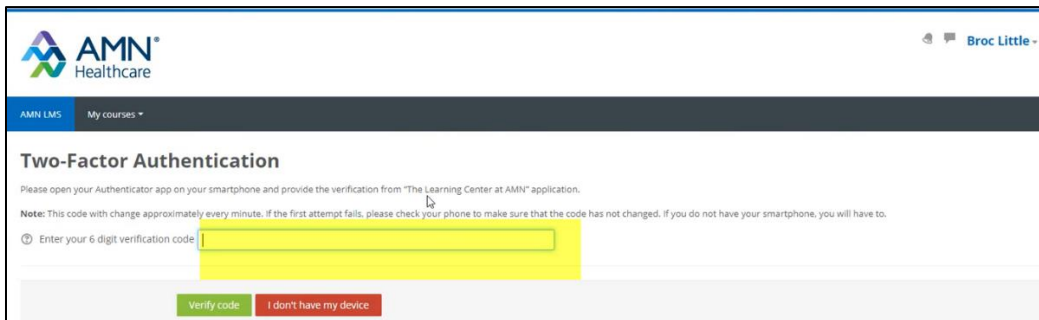 AMN®
Healthcare
Broc Little
AMN LMS My courses
Two-Factor Authentication
Please open your Authenticator app on your smartphone and provide the verification from "The Learning Center at AMN" application.
Note: This code with change approximately every minute. If the first attempt fails, please check your phone to make sure that the code has not changed. If you do not have your smartphone, you will have to.
? Enter your 6 digit verification code
Verify code I don't have my device